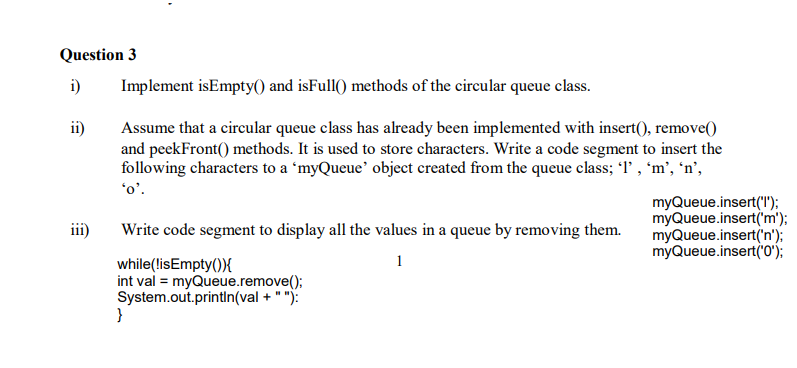 Question 3
i) Implement isEmpty() and isFull() methods of the circular queue class.
ii) Assume that a circular queue class has already been implemented with insert(), remove()
and peekFront() methods. It is used to store characters. Write a code segment to insert the
following characters to a ‘myQueue’ object created from the queue class; ‘l’ , ‘m’, ‘n’,
‘o’.
myQueue.insert('l');
myQueue.insert('m');
iii) Write code segment to display all the values in a queue by removing them.
myQueue.insert('n');
myQueue.insert('0');
1
while(!isEmpty()){
int val = myQueue.remove();
System.out.println(val + " "):
}